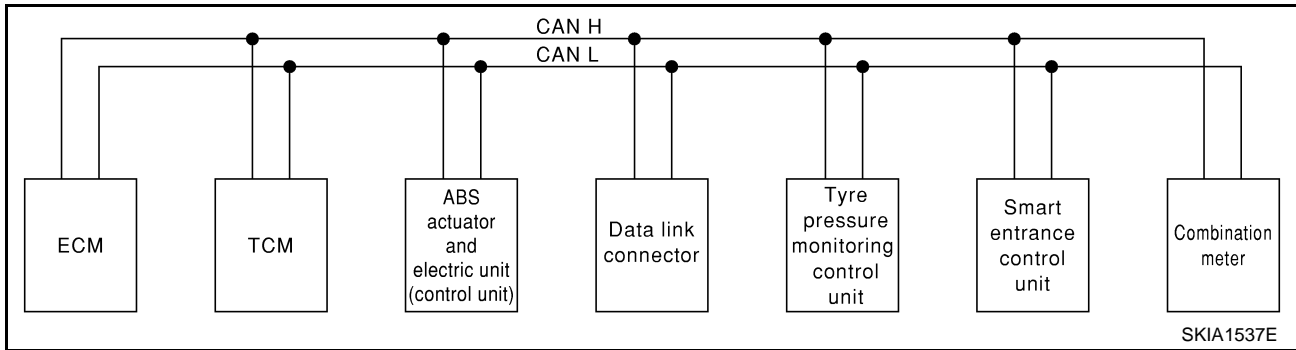 CAN H
CAN L
ECM
TCM
ABS
actuator
and
electric unit
(control unit)
Data link
connector
Tyre
pressure
monitoring
control
unit
Smart
entrance
control
unit
Combination
meter
SKIA1537E